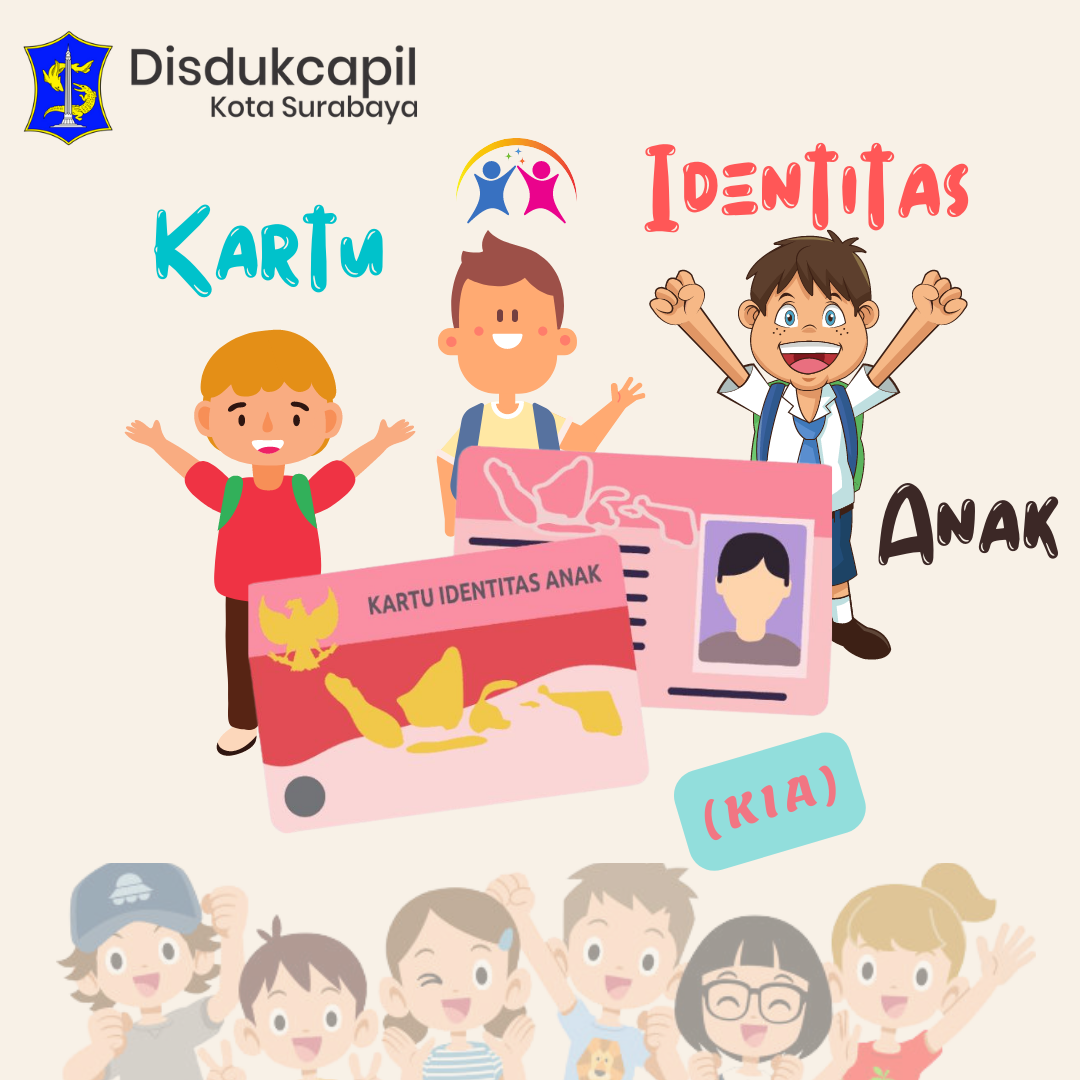 Disdukcapil
Kota Surabaya
Kartu
Identitas
Anak
KARTU IDENTITAS ANAK
(KIA)